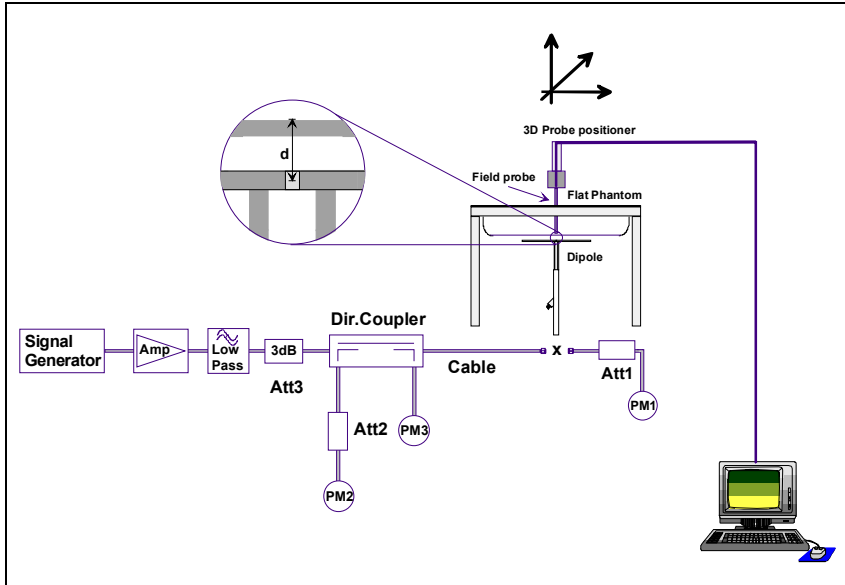 3D Probe positioner
d
Field probe
Flat Phantom
Dipole
Dir.Coupler
Signal
Generator
Amp
Low
Pass
3dB
Cable
x
Att1
Att3
PM1
Att2
PM3
PM2